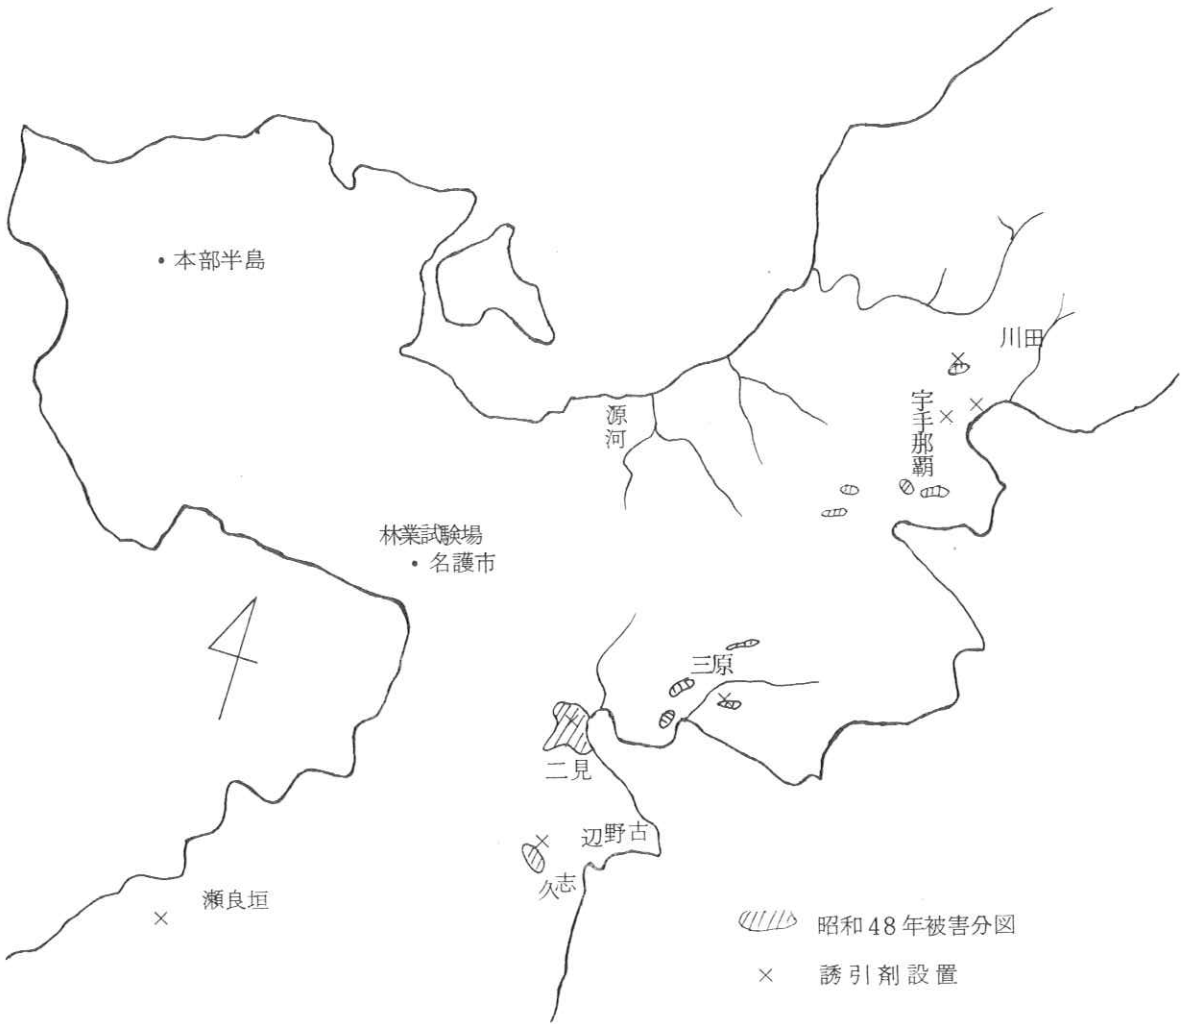 本部半島
川田
宇手那覇
源河
林業試験場
名護市
三原
二見
辺野古
久志
瀬良垣
昭和48年被害分図
誘引剤設置